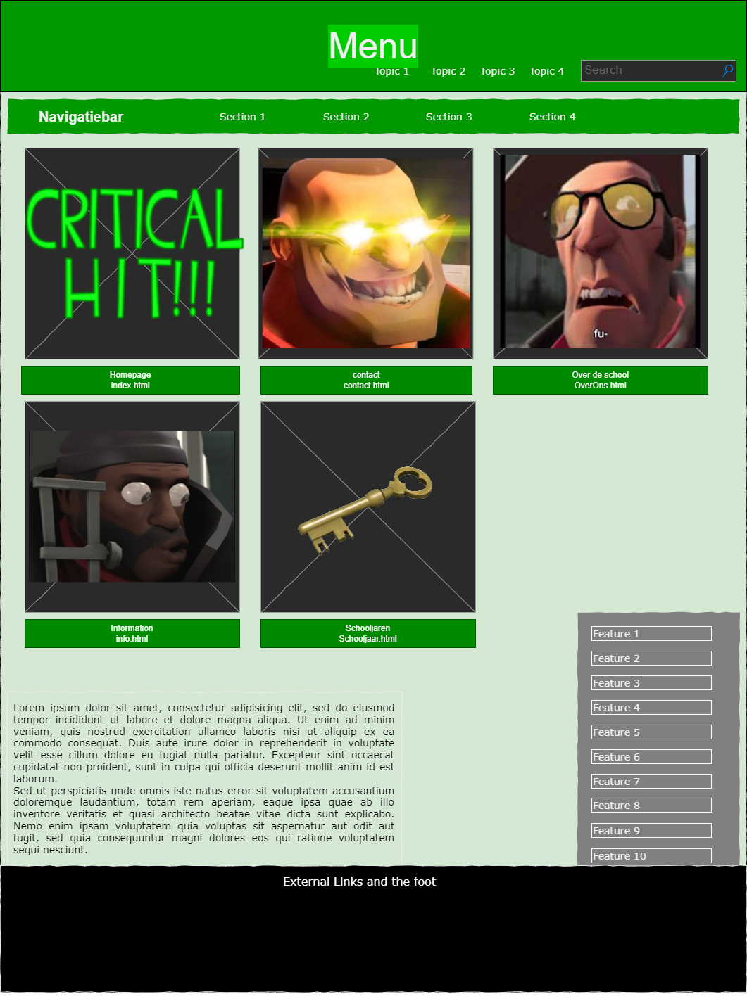 Menu
Topic 1 Topic 2 Topic 3 Topic 4 Search
Navigatiebar Section 1 Section 2 Section 3 Section 4
CRITICAL
HIT!!!
fu-
Homepage
index.html
contact
contact.html
Over de school
OverOns.html
Information
info.html
Schooljaren
Schooljaar.html
Feature 1
Feature 2
Feature 3
Feature 4
Feature 5
Feature 6
Feature 7
Feature 8
Feature 9
Feature 10
Lorem ipsum dolor sit amet, consectetur adipisicing elit, sed do eiusmod
tempor incididunt ut labore et dolore magna aliqua. Ut enim ad minim
veniam, quis nostrud exercitation ullamco laboris nisi ut aliquip ex ea
commodo consequat. Duis aute irure dolor in reprehenderit in voluptate
velit esse cillum dolore eu fugiat nulla pariatur. Excepteur sint occaecat
cupidatat non proident, sunt in culpa qui officia deserunt mollit anim id est
laborum.
Sed ut perspiciatis unde omnis iste natus error sit voluptatem accusantium
doloremque laudantium, totam rem aperiam, eaque ipsa quae ab illo
inventore veritatis et quasi architecto beatae vitae dicta sunt explicabo.
Nemo enim ipsam voluptatem quia voluptas sit aspernatur aut odit aut
fugit, sed quia consequuntur magni dolores eos qui ratione voluptatem
sequi nesciunt.
External Links and the foot